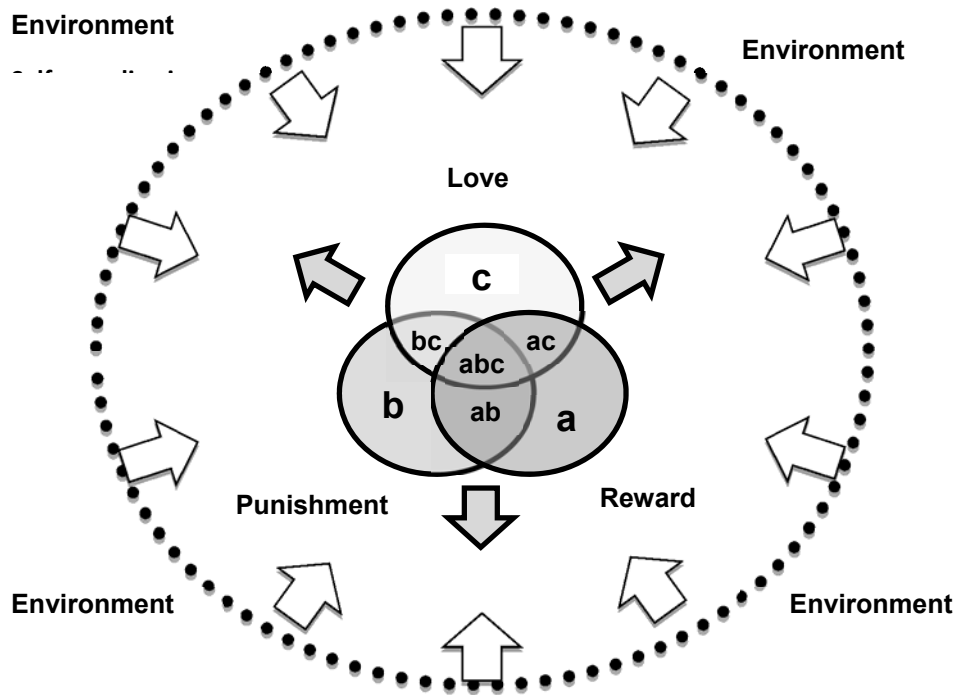 Environment
Environment
Love
c
bc
ac
abc
b
ab
a
Punishment
Reward
Environment
Environment